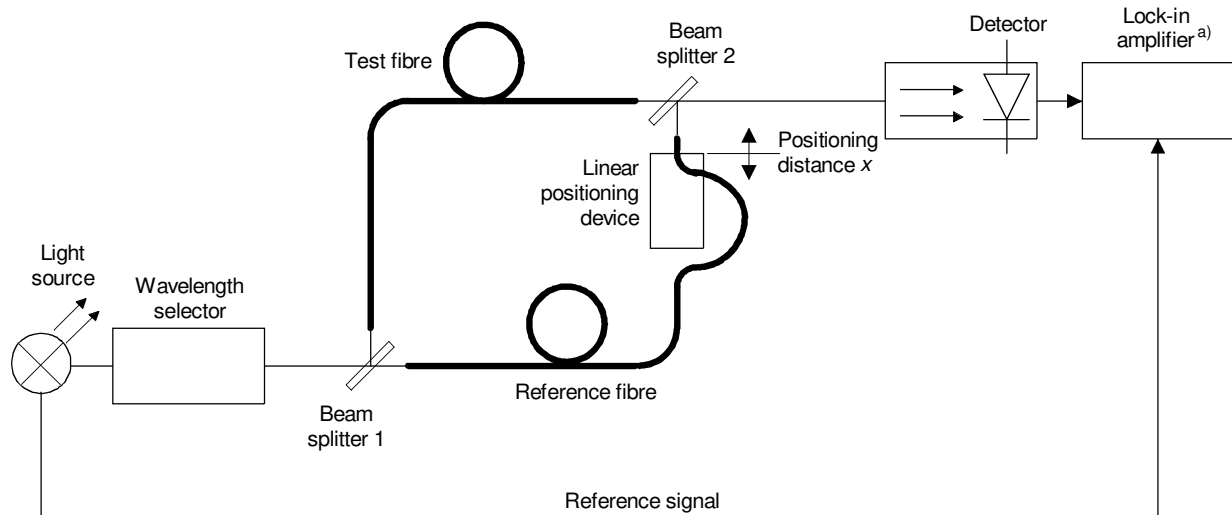 Test fibre
Beam
splitter 2
Detector
Lock-in
amplifier a)
Positioning
distance x
Linear
positioning
device
Light
source
Wavelength
selector
Reference fibre
Beam
splitter 1
Reference signal